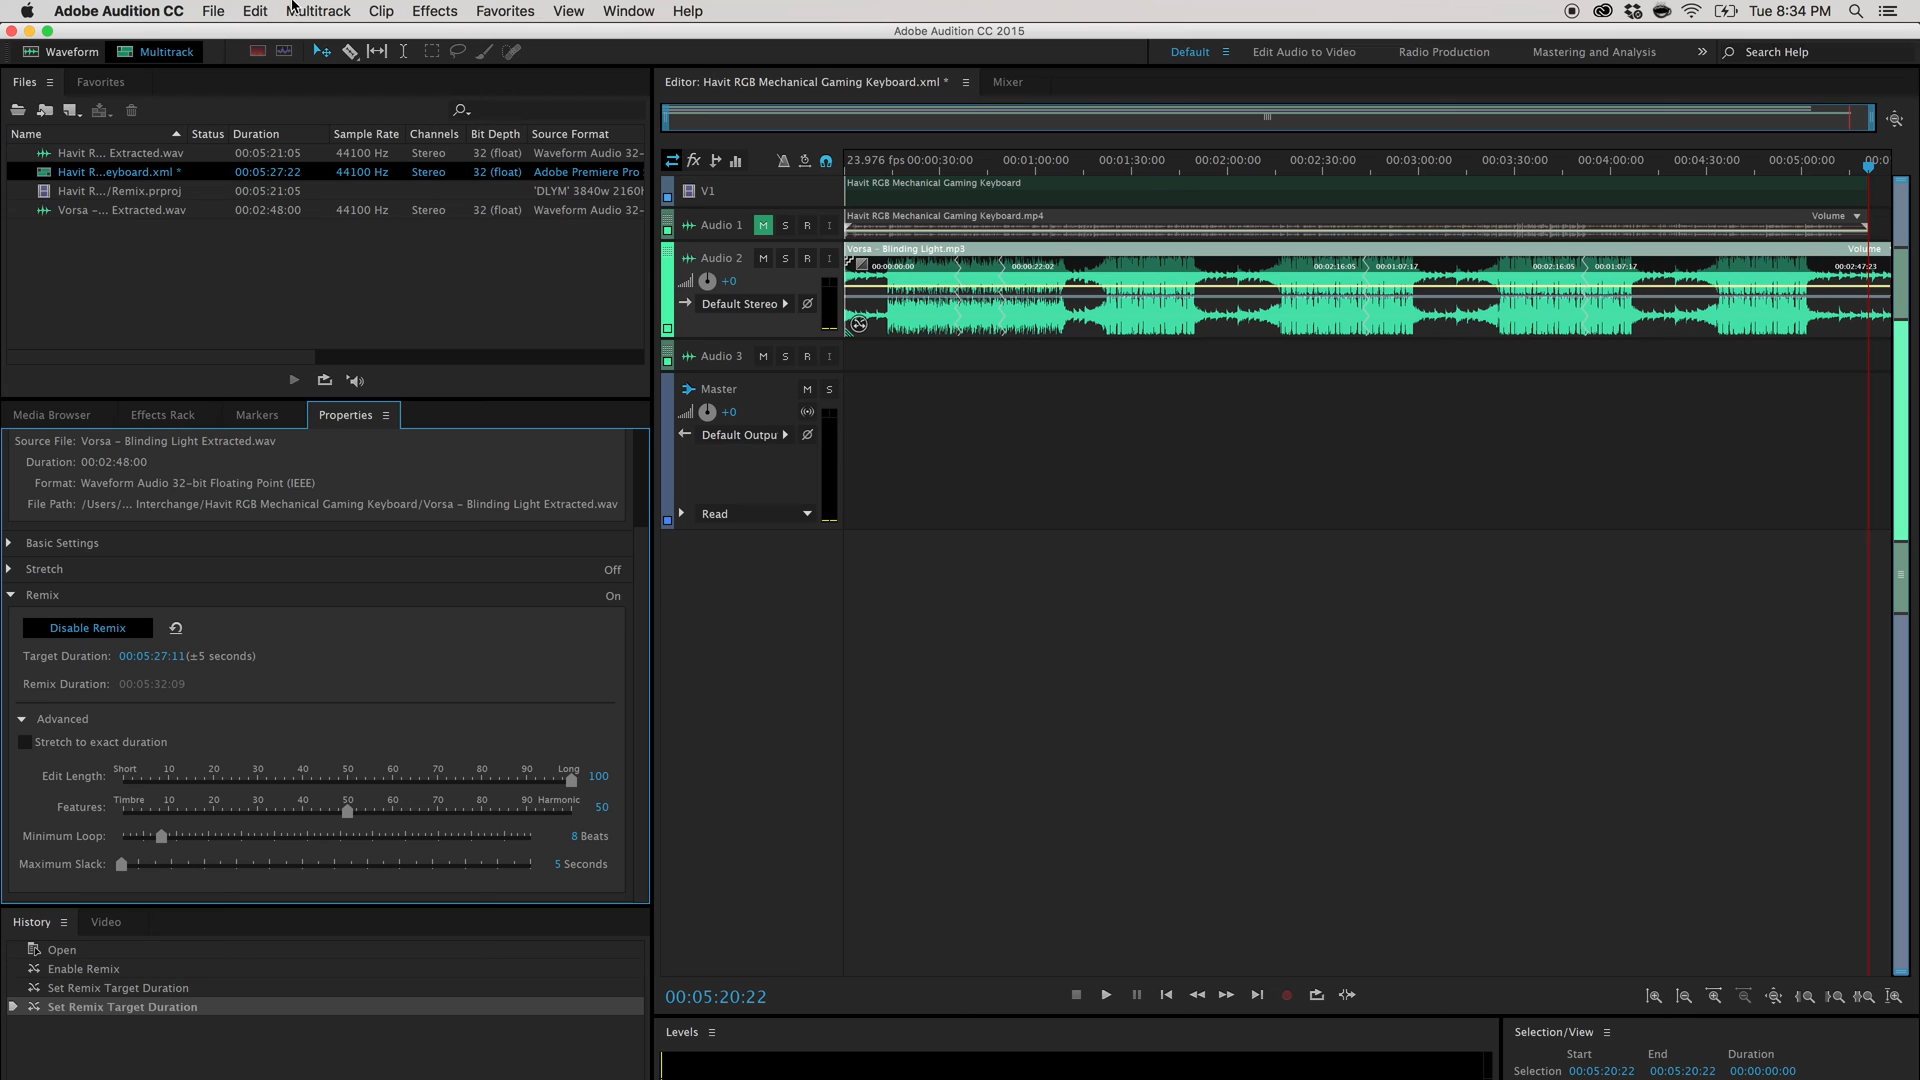 Adobe Audition CC File Edit Multitrack Clip Effects Favorites View Window Help Tue 8:34 PM
Adobe Audition CC 2015
Waveform Multitrack Default Edit Audio to Video Radio Production Mastering and Analysis Search Help
Files Favorites
Name Status Duration Sample Rate Channels Bit Depth Source Format
Havit R... Extracted.wav 00:05:21:05 44100 Hz Stereo 32 (float) Waveform Audio 32-
Havit R...eyboard.xml * 00:05:27:22 44100 Hz Stereo 32 (float) Adobe Premiere Pro
Havit R.../Remix.prproj 00:05:21:05 'DLYM' 3840w 2160h
Vorsa –... Extracted.wav 00:02:48:00 44100 Hz Stereo 32 (float) Waveform Audio 32-
Media Browser Effects Rack Markers Properties
Source File: Vorsa – Blinding Light Extracted.wav
Duration: 00:02:48:00
Format: Waveform Audio 32-bit Floating Point (IEEE)
File Path: /Users/... Interchange/Havit RGB Mechanical Gaming Keyboard/Vorsa – Blinding Light Extracted.wav
Basic Settings
Stretch Off
Remix On
Disable Remix
Target Duration: 00:05:27:11(±5 seconds)
Remix Duration: 00:05:32:09
Advanced
Stretch to exact duration
Short 10 20 30 40 50 60 70 80 90 Long
Edit Length: 100
Timbre 10 20 30 40 50 60 70 80 90 Harmonic
Features: 50
Minimum Loop: 8 Beats
Maximum Slack: 5 Seconds
History Video
Open
Enable Remix
Set Remix Target Duration
Set Remix Target Duration
Editor: Havit RGB Mechanical Gaming Keyboard.xml * Mixer
fx 23.976 fps 00:00:30:00 00:01:00:00 00:01:30:00 00:02:00:00 00:02:30:00 00:03:00:00 00:03:30:00 00:04:00:00 00:04:30:00 00:05:00:00 00:0
V1 Havit RGB Mechanical Gaming Keyboard
Havit RGB Mechanical Gaming Keyboard.mp4 Volume
Audio 1 M S R I
Vorsa – Blinding Light.mp3 Volume
Audio 2 M S R I
00:00:00:00 00:00:22:02 00:02:16:05 00:01:07:17 00:02:16:05 00:01:07:17 00:02:47:23
+0
Default Stereo
Audio 3 M S R I
Master M S
+0
Default Outpu
Read
00:05:20:22
Levels Selection/View
Start End Duration
Selection 00:05:20:22 00:05:20:22 00:00:00:00